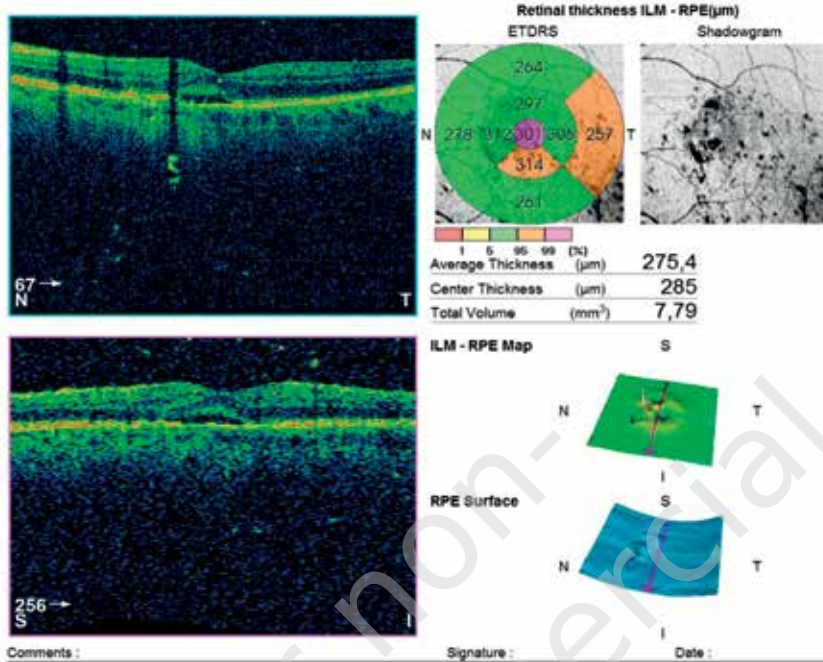 Retinal thickness ILM - RPE(µm)
ETDRS
Shadowgram
264
297
N 278 312 301 305 257 T
314
261
1 5 95 99 (%)
Average Thickness (µm) 275,4
Center Thickness (µm) 285
Total Volume (mm³) 7,79
67
N T
ILM - RPE Map
S
N T
I
RPE Surface
S
N T
I
256
S I
Comments : Signature : Date :